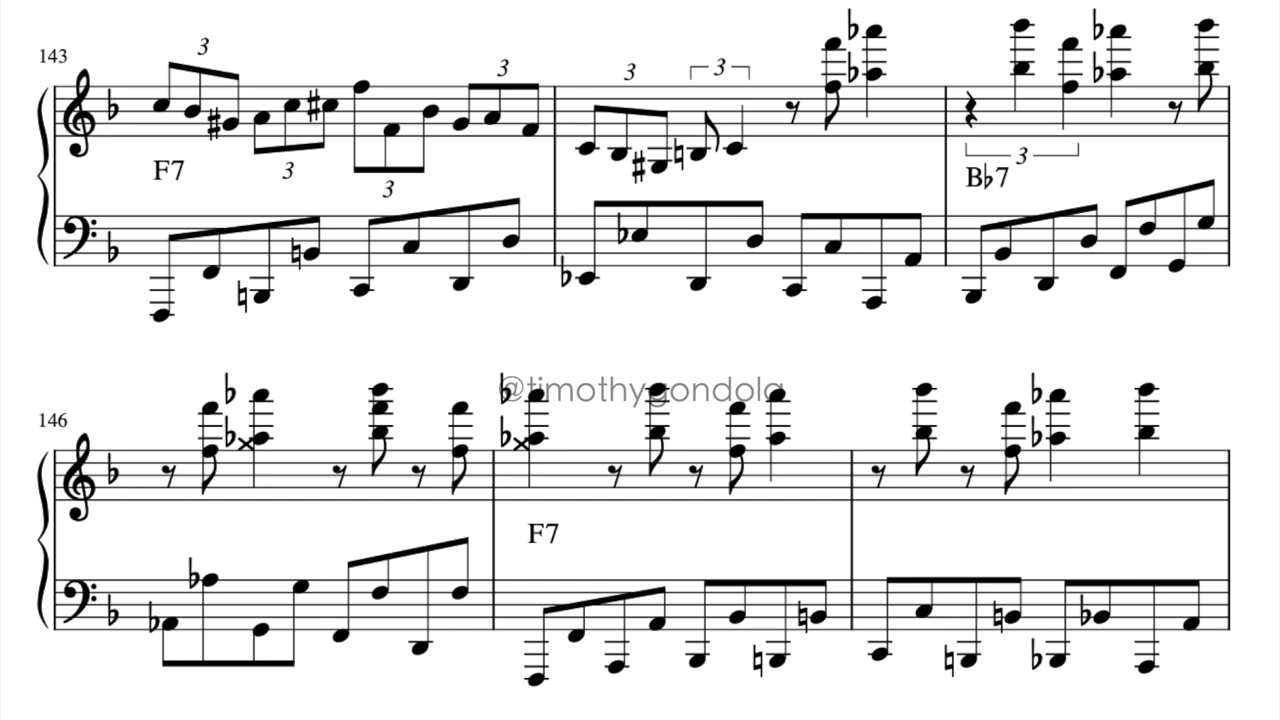 143
3 3 3 3
F7
3 3
3
B♭7
146
@timothygondola
F7